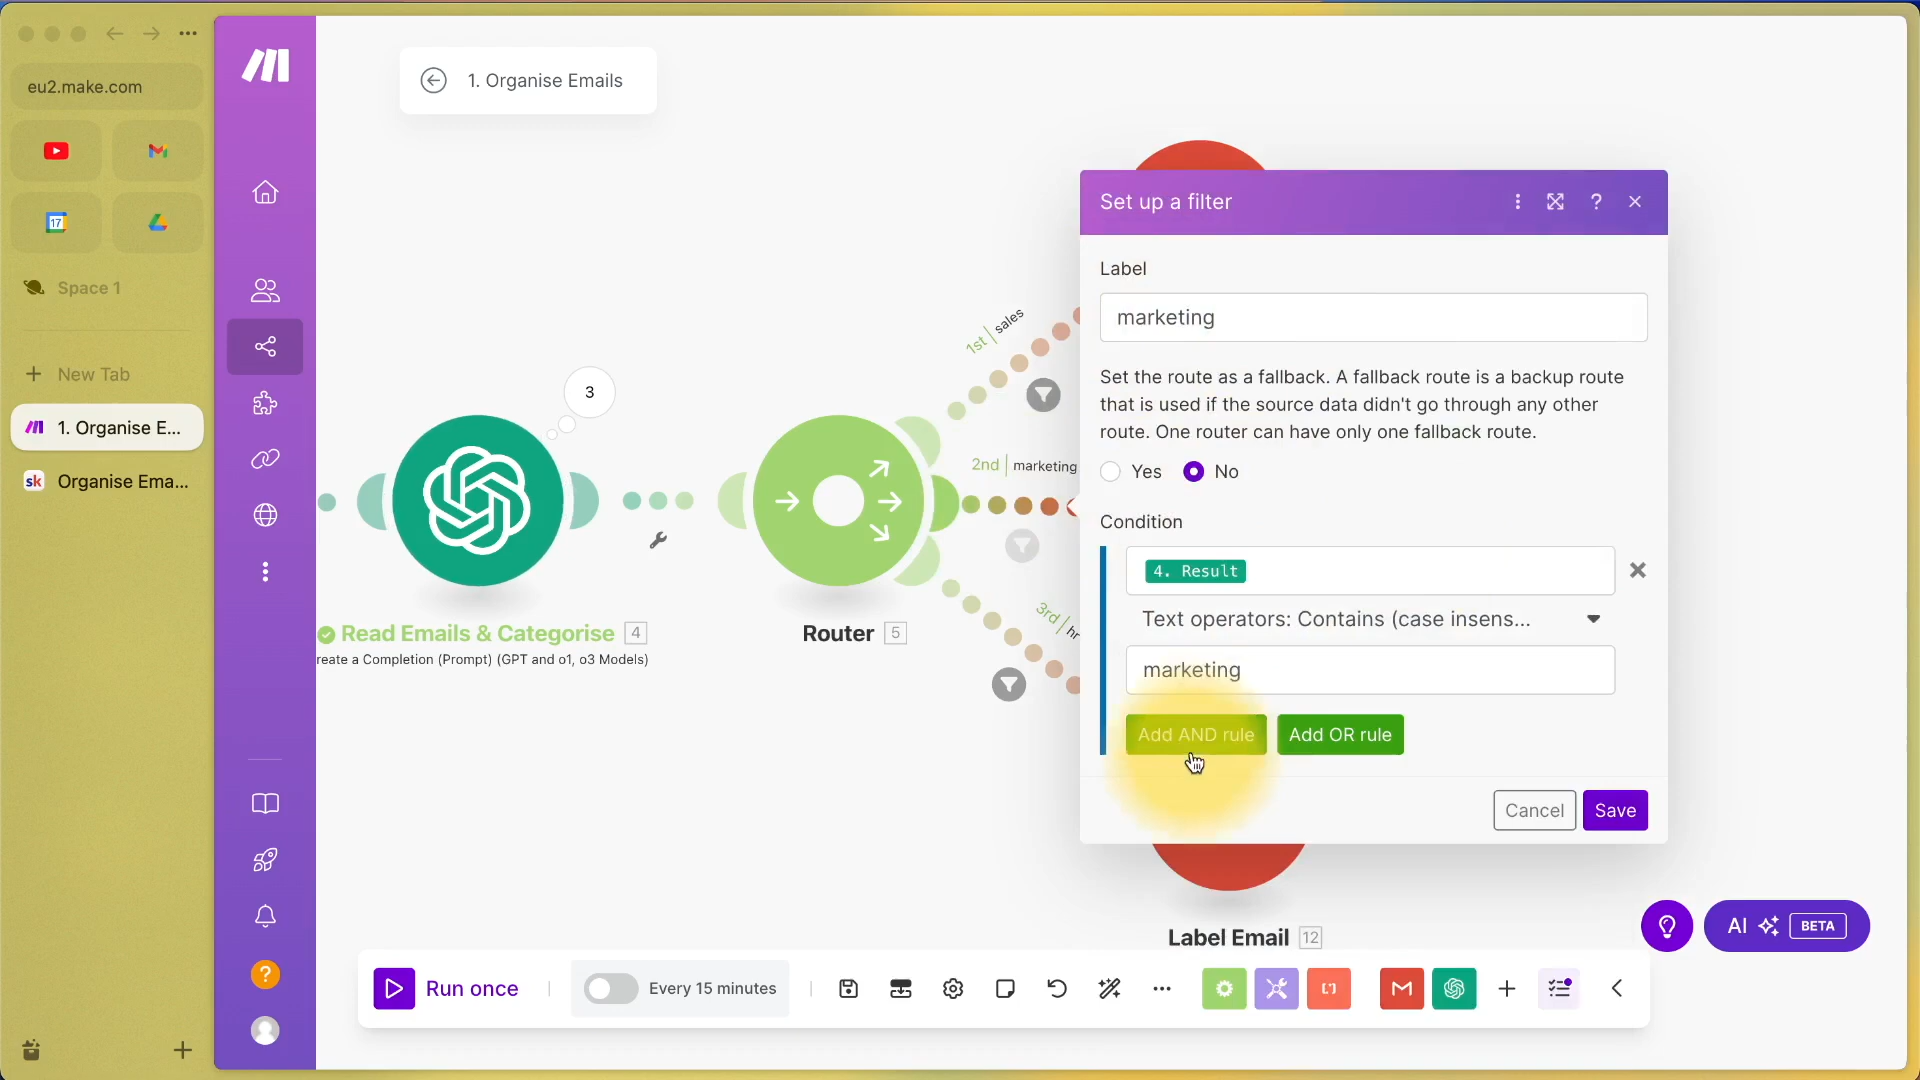 eu2.make.com
17
Space 1
New Tab
1. Organise E...
sk
Organise Ema...
?
1. Organise Emails
3
Read Emails & Categorise 4
reate a Completion (Prompt) (GPT and o1, o3 Models)
Router 5
1st sales
2nd marketing
3rd hr
Set up a filter
?
Label
marketing
Set the route as a fallback. A fallback route is a backup route
that is used if the source data didn't go through any other
route. One router can have only one fallback route.
Yes No
Condition
4. Result
Text operators: Contains (case insens...
marketing
Add AND rule Add OR rule
Cancel Save
Label Email 12
AI BETA
Run once
Every 15 minutes